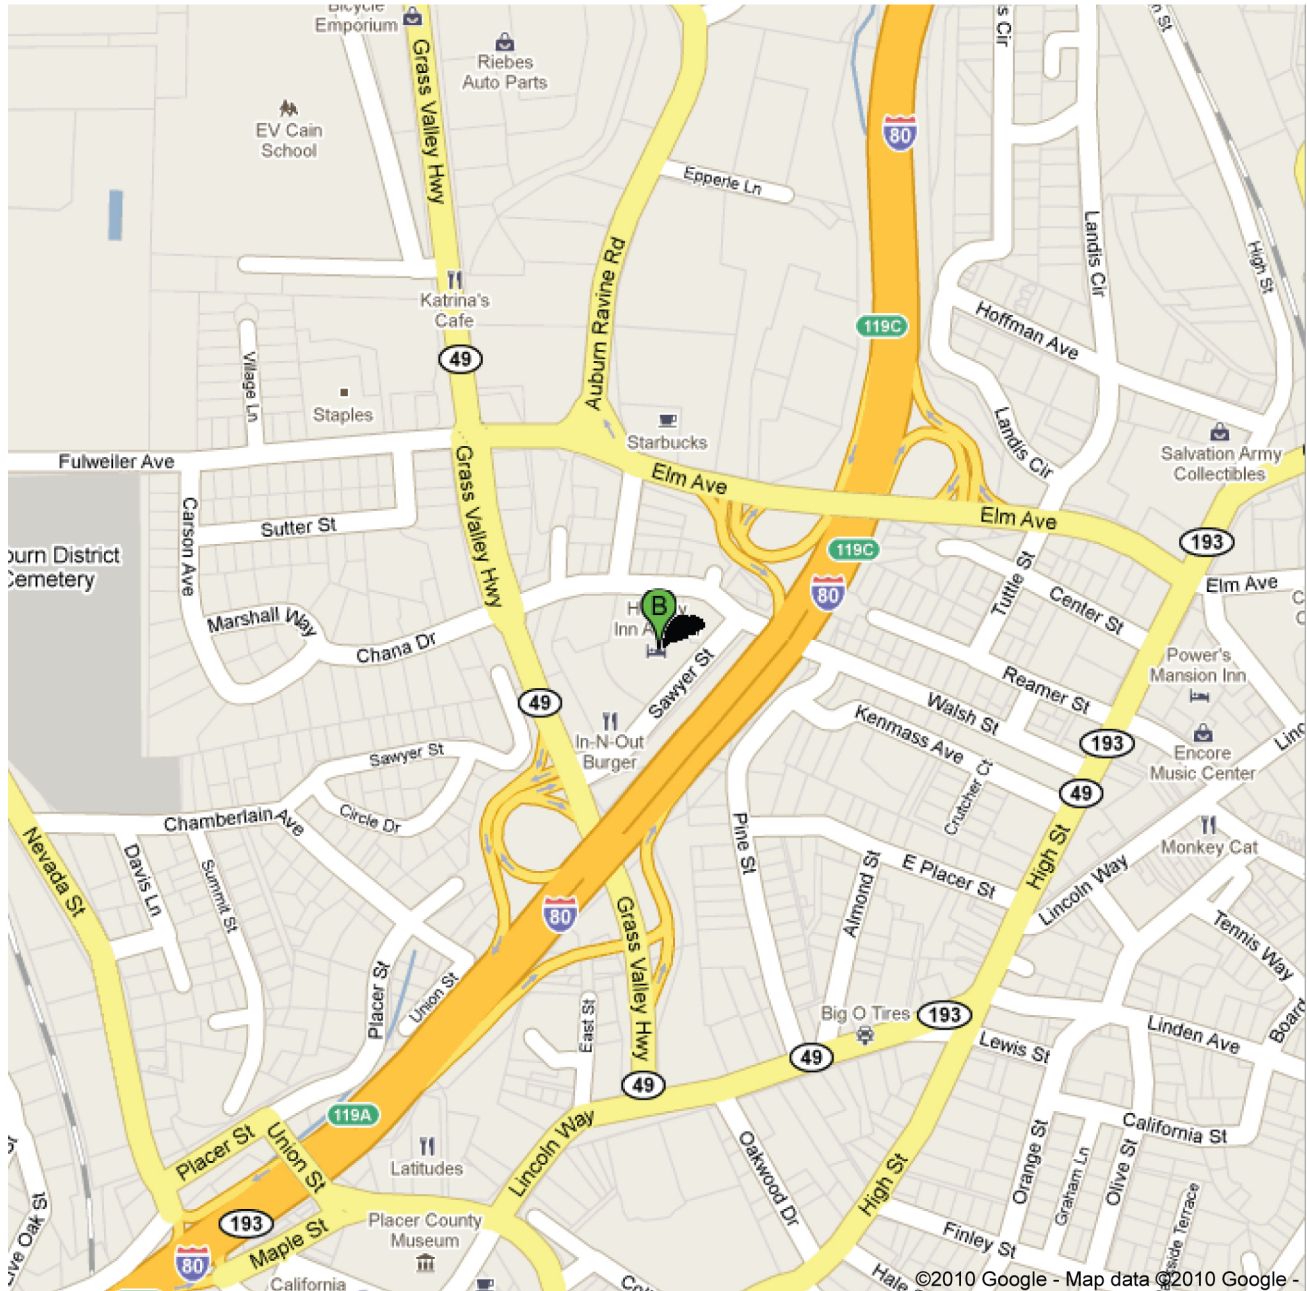 Bicycle
Emporium
Riebes
Auto Parts
EV Cain
School
Grass Valley Hwy
80
Epperle Ln
Landis Cir
High St
Auburn Ravine Rd
Katrina's
Cafe
119C
Hoffman Ave
49
Village Ln
Staples
Starbucks
Landis Cir
Salvation Army
Collectibles
Fulweiler Ave
Elm Ave
Grass Valley Hwy
Carson Ave
Sutter St
Elm Ave
193
119C
Cemetery
80
Tuttle St
Center St
Elm Ave
B
Marshall Way
Chana Dr
Sawyer St
Power's
Mansion Inn
Reamer St
Walsh St
49
Kenmass Ave
193
In-N-Out
Burger
Encore
Music Center
Sawyer St
Crutcher Ct
49
Chamberlain Ave
Circle Dr
Pine St
Monkey Cat
Nevada St
Davis Ln
Summit St
High St
E Placer St
Almond St
Lincoln Way
80
Grass Valley Hwy
Tennis Way
Placer St
Union St
East St
Big O Tires
193
Linden Ave
Lewis St
49
49
119A
Placer St
Union St
Latitudes
Lincoln Way
Oakwood Dr
High St
California St
Orange St
Graham Ln
Olive St
193
Maple St
Placer County
Museum
Finley St
80
California
Hale
©2010 Google - Map data ©2010 Google -